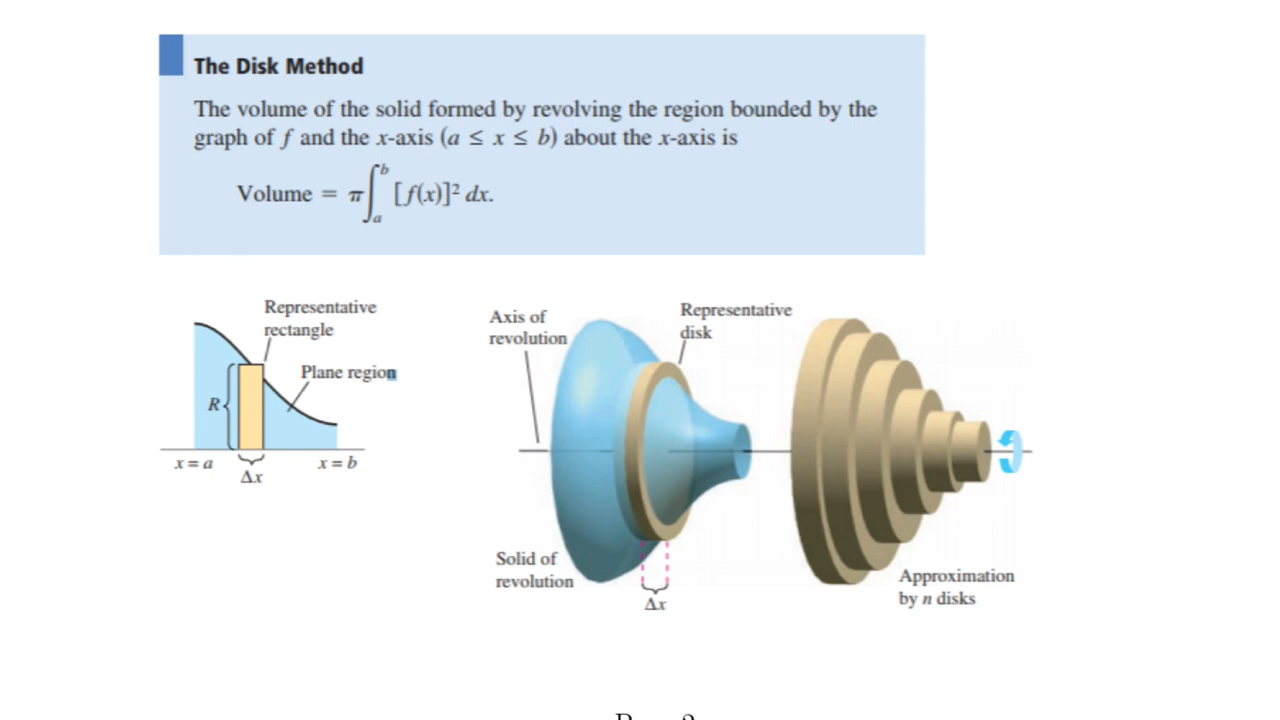 The Disk Method
The volume of the solid formed by revolving the region bounded by the
graph of f and the x-axis (a ≤ x ≤ b) about the x-axis is
Volume = π∫ₐᵇ [f(x)]² dx.
Representative
rectangle
Plane region
R
x = a
Δx
x = b
Axis of
revolution
Representative
disk
Solid of
revolution
Δx
Approximation
by n disks